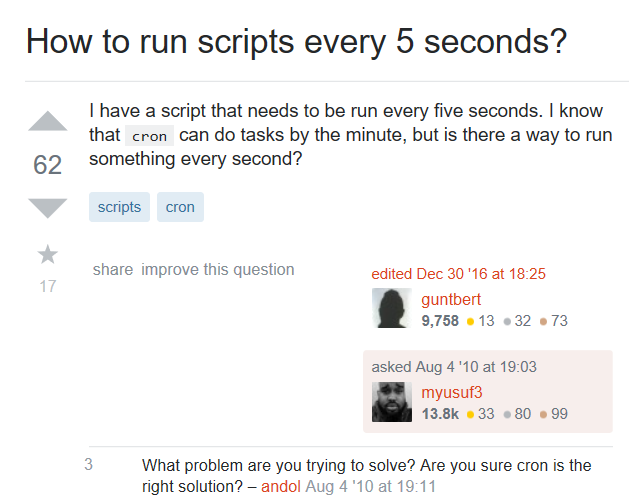 How to run scripts every 5 seconds?
I have a script that needs to be run every five seconds. I know
that cron can do tasks by the minute, but is there a way to run
something every second?
62
scripts cron
17
share improve this question
edited Dec 30 '16 at 18:25
guntbert
9,758 13 32 73
asked Aug 4 '10 at 19:03
myusuf3
13.8k 33 80 99
3 What problem are you trying to solve? Are you sure cron is the
right solution? – andol Aug 4 '10 at 19:11